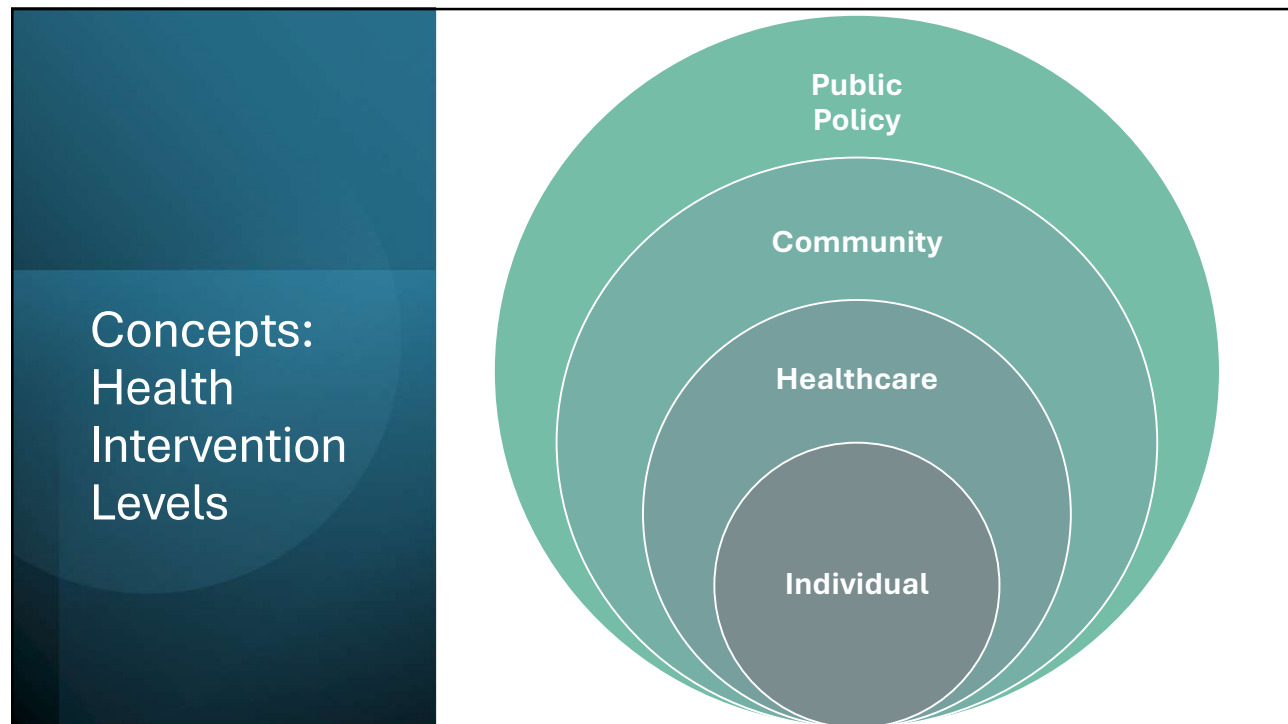 Concepts:
Health
Intervention
Levels
Public
Policy
Community
Healthcare
Individual